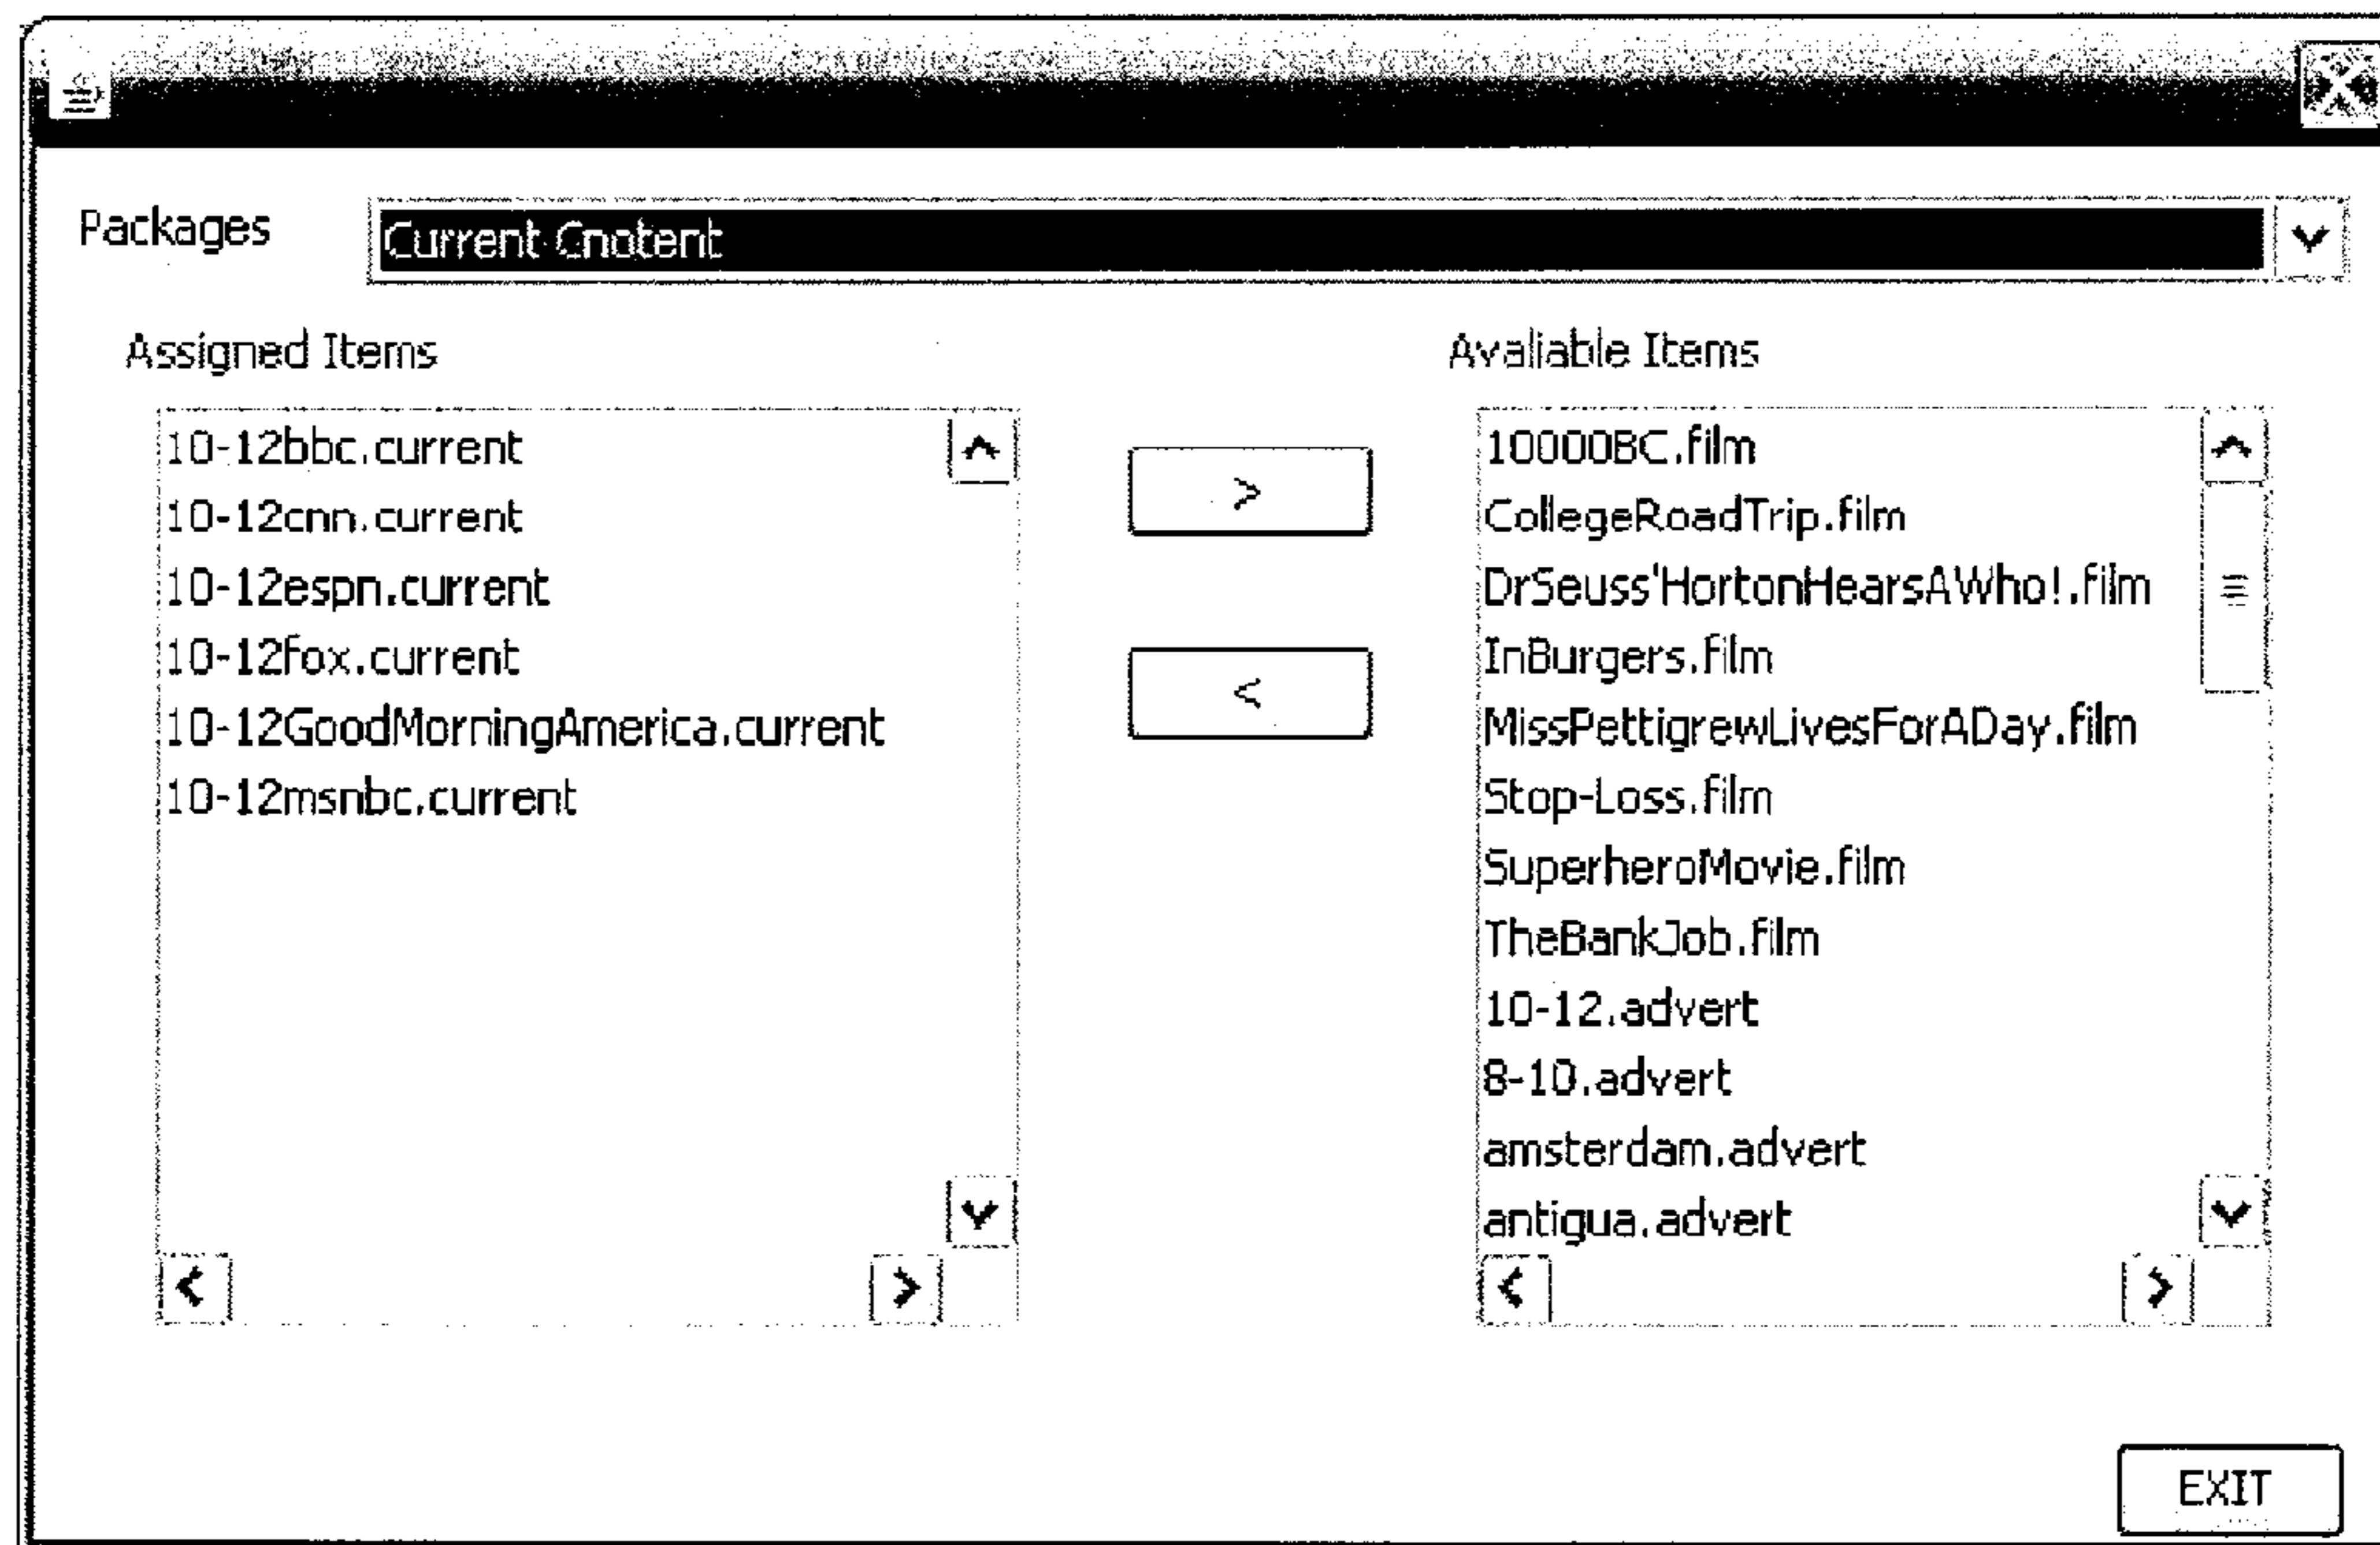 Packages
Current Cnotent
Assigned Items
10-12bbc.current
10-12cnn.current
10-12espn.current
10-12fox.current
10-12GoodMorningAmerica.current
10-12msnbc.current
>
<
Avaliable Items
10000BC.film
CollegeRoadTrip.film
DrSeuss'HortonHearsAWho!.film
InBurgers.film
MissPettigrewLivesForADay.film
Stop-Loss.film
SuperheroMovie.film
TheBankJob.film
10-12.advert
8-10.advert
amsterdam.advert
antigua.advert
EXIT